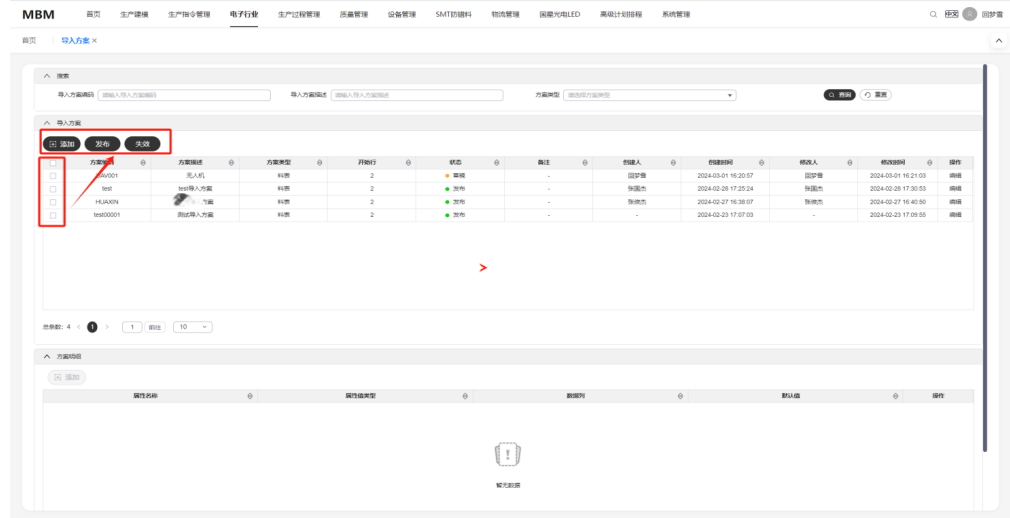 MBM 首页 生产建模 生产指令管理 电子行业 生产过程管理 质量管理 设备管理 SMT防错料 物流管理 国星光电LED 高级计划排程 系统管理 中文 回梦雪
首页 导入方案 ×
搜索
导入方案编码 请输入导入方案编码 导入方案描述 请输入导入方案描述 方案类型 请选择方案类型 查询 重置
导入方案
添加 发布 失效
方案编码 方案描述 方案类型 开始行 状态 备注 创建人 创建时间 修改人 修改时间 操作
AV001 无人机 料表 2 草稿 - 回梦雪 2024-03-01 16:20:57 回梦雪 2024-03-01 16:21:03 编辑
test test导入方案 料表 2 发布 - 张国杰 2024-02-28 17:25:24 张国杰 2024-02-28 17:30:53 编辑
HUAXIN 方案 料表 2 发布 - 2024-02-27 16:38:07 2024-02-27 16:40:50 编辑
test00001 测试导入方案 料表 2 发布 - - 2024-02-23 17:07:03 - 2024-02-23 17:09:55 编辑
总条数: 4 < 1 > 1 前往 10
方案明细
添加
属性名称 属性值类型 数据列 默认值 操作
暂无数据